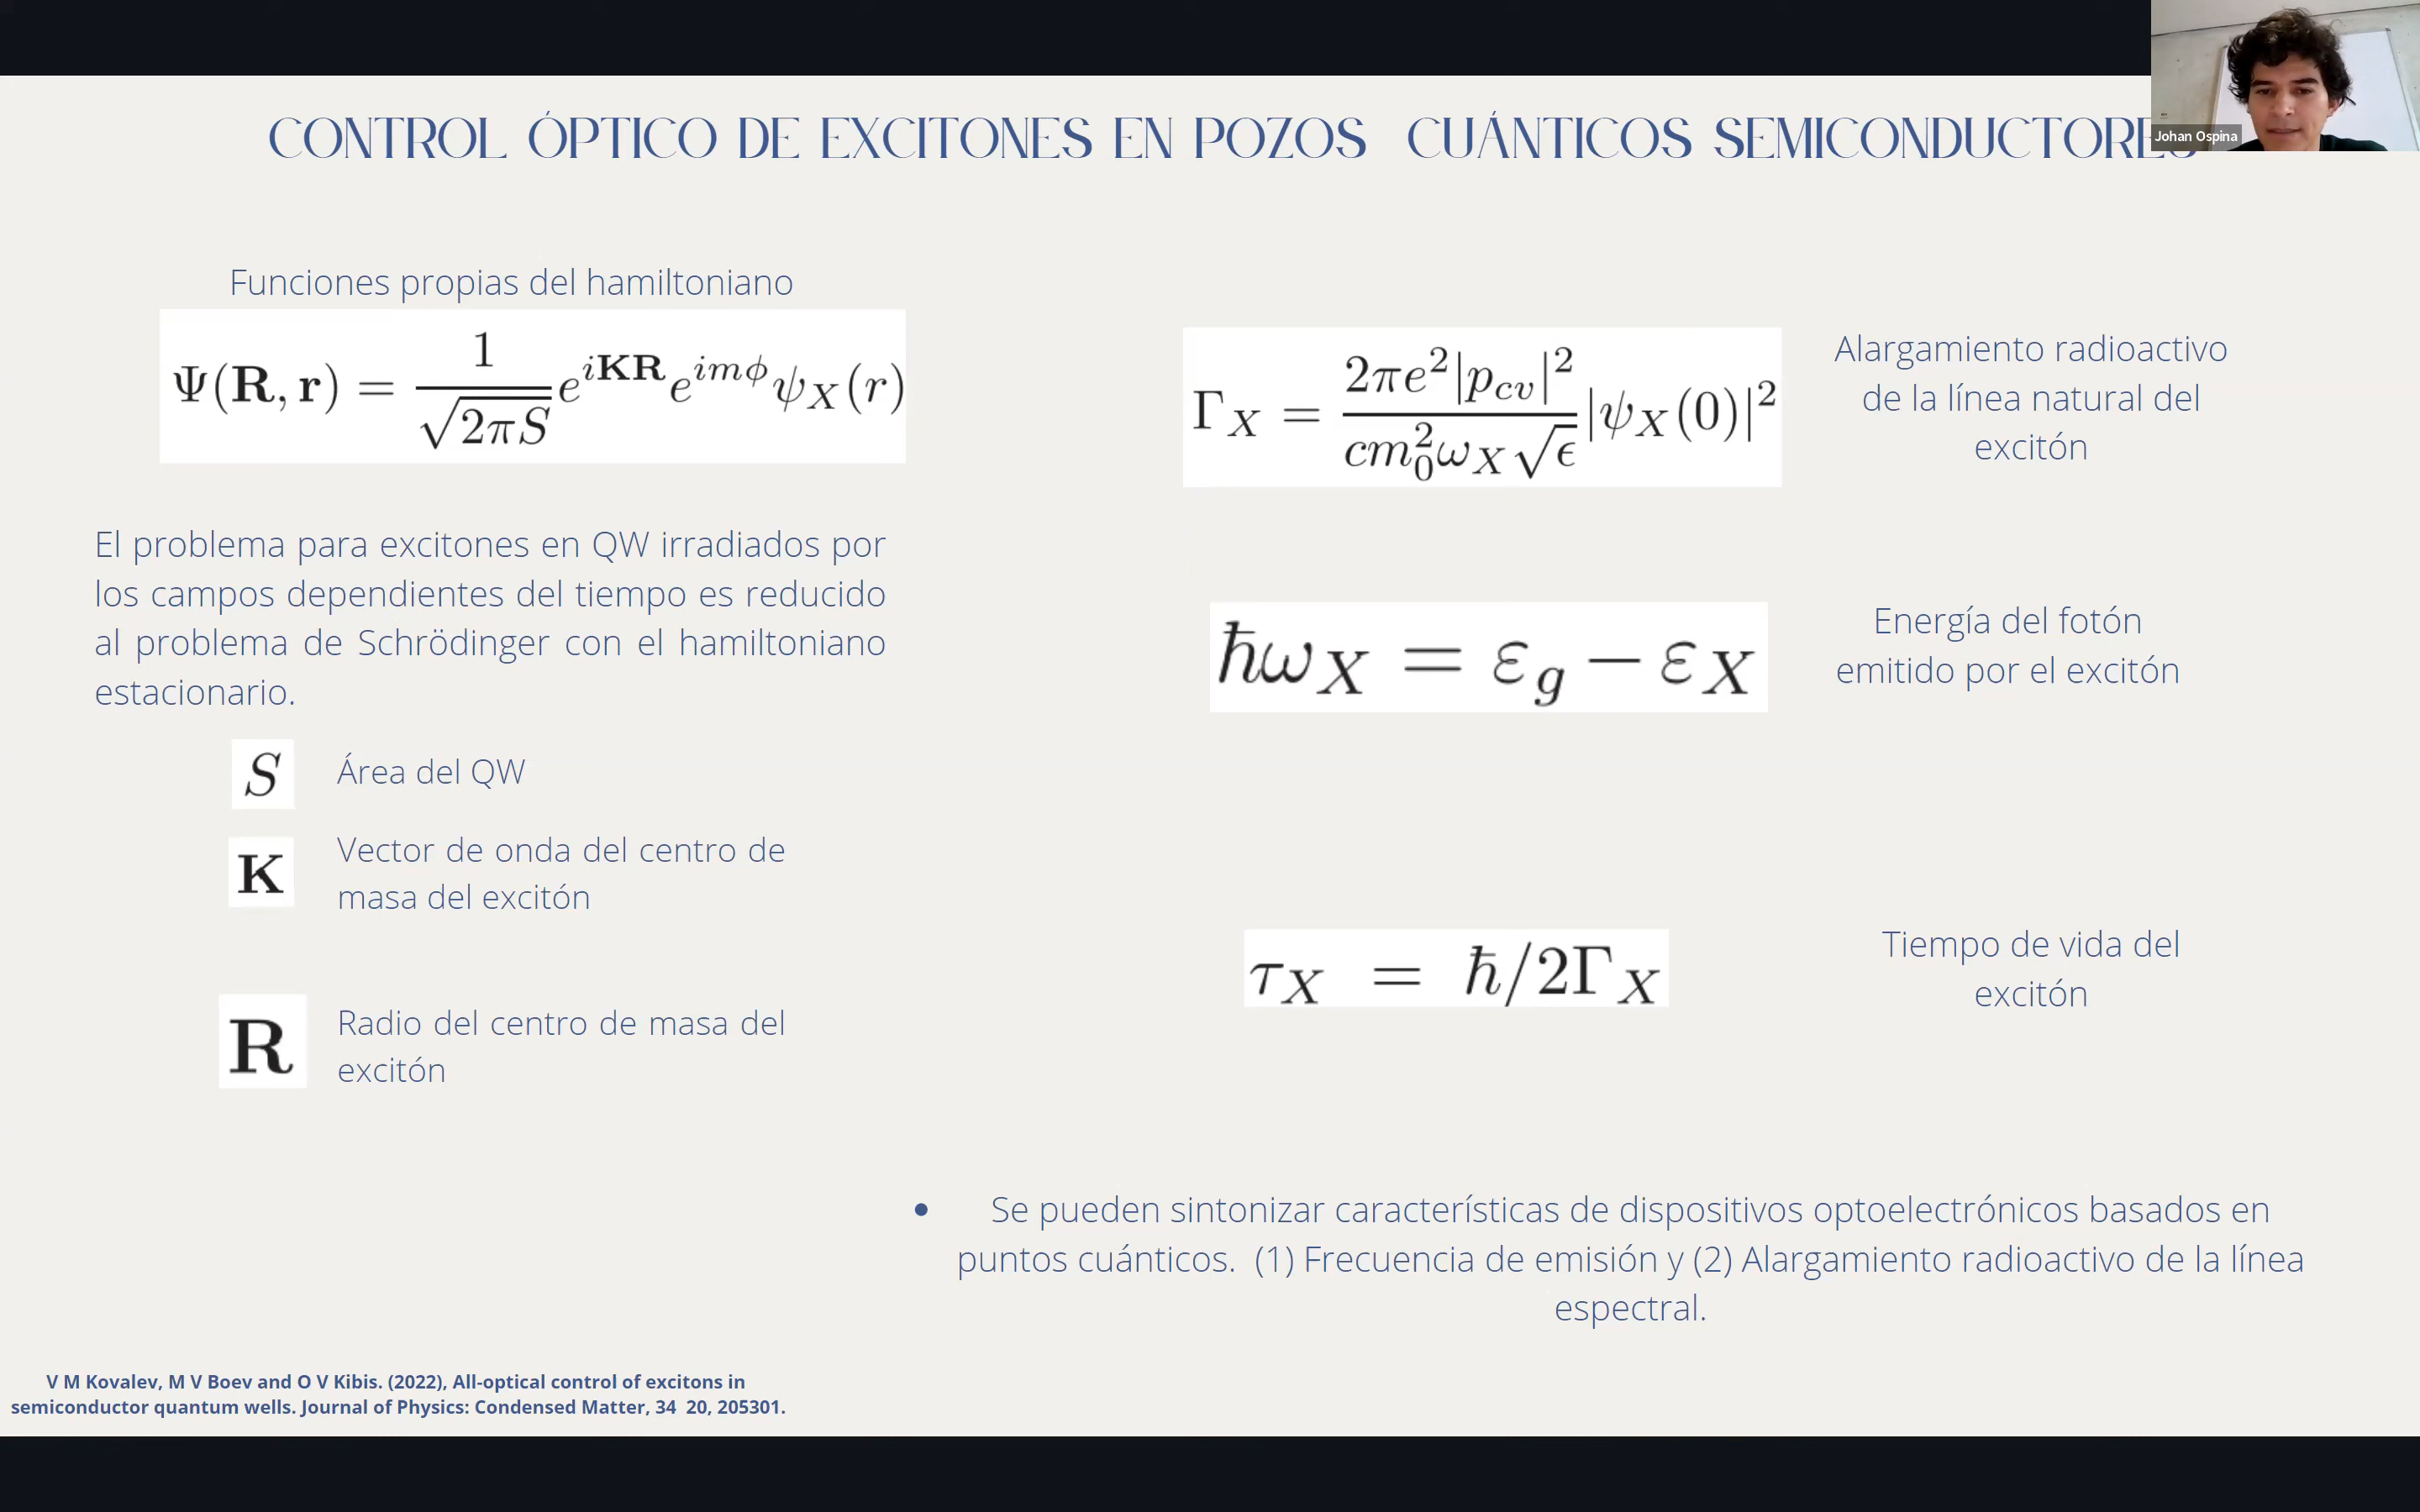 CONTROL ÓPTICO DE EXCITONES EN POZOS CUÁNTICOS SEMICONDUCTORES
Johan Ospina
Funciones propias del hamiltoniano
Ψ(R, r) = 1/√(2πS) e^{iKR} e^{imϕ} ψ_X(r)
El problema para excitones en QW irradiados por
los campos dependientes del tiempo es reducido
al problema de Schrödinger con el hamiltoniano
estacionario.
S Área del QW
K Vector de onda del centro de
masa del excitón
R Radio del centro de masa del
excitón
Γ_X = 2πe²|p_{cv}|² / (cm_0²ω_X√ϵ) |ψ_X(0)|²
Alargamiento radioactivo
de la línea natural del
excitón
ħω_X = ε_g − ε_X
Energía del fotón
emitido por el excitón
τ_X = ħ/2Γ_X
Tiempo de vida del
excitón
• Se pueden sintonizar características de dispositivos optoelectrónicos basados en
puntos cuánticos. (1) Frecuencia de emisión y (2) Alargamiento radioactivo de la línea
espectral.
V M Kovalev, M V Boev and O V Kibis. (2022), All-optical control of excitons in
semiconductor quantum wells. Journal of Physics: Condensed Matter, 34 20, 205301.